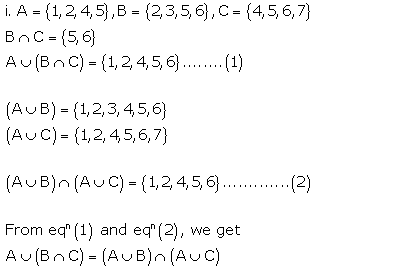 i. A = {1,2,4,5}, B = {2,3,5,6}, C = {4,5,6,7}
B ∩ C = {5,6}
A ∪ (B ∩ C) = {1,2,4,5,6}........(1)
(A ∪ B) = {1,2,3,4,5,6}
(A ∪ C) = {1,2,4,5,6,7}
(A ∪ B) ∩ (A ∪ C) = {1,2,4,5,6}.............(2)
From eqⁿ(1) and eqⁿ(2), we get
A ∪ (B ∩ C) = (A ∪ B) ∩ (A ∪ C)